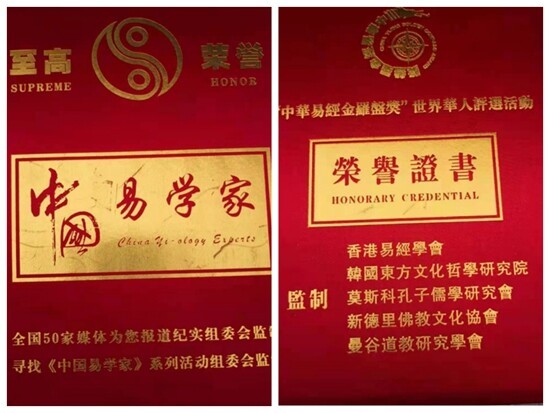 至高 荣誉
SUPREME HONOR
中国易学家
China Yi-ology Experts
全国50家媒体为您报道纪实组委会监制
寻找《中国易学家》系列活动组委会监
"中華易經金羅盤獎"世界華人評選活動
榮譽證書
HONORARY CREDENTIAL
監制
香港易經學會
韓國東方文化哲學研究院
莫斯科孔子儒學研究會
新德里佛教文化協會
曼谷道教研究學會